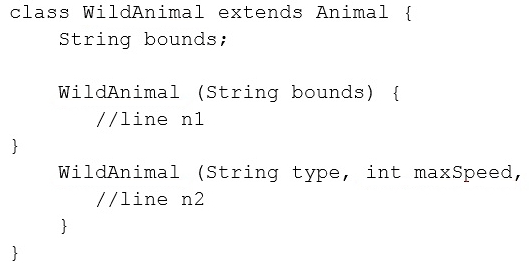 class WildAnimal extends Animal {
    String bounds;

    WildAnimal (String bounds) {
       //line n1
}
    WildAnimal (String type, int maxSpeed,
       //line n2
    }
}